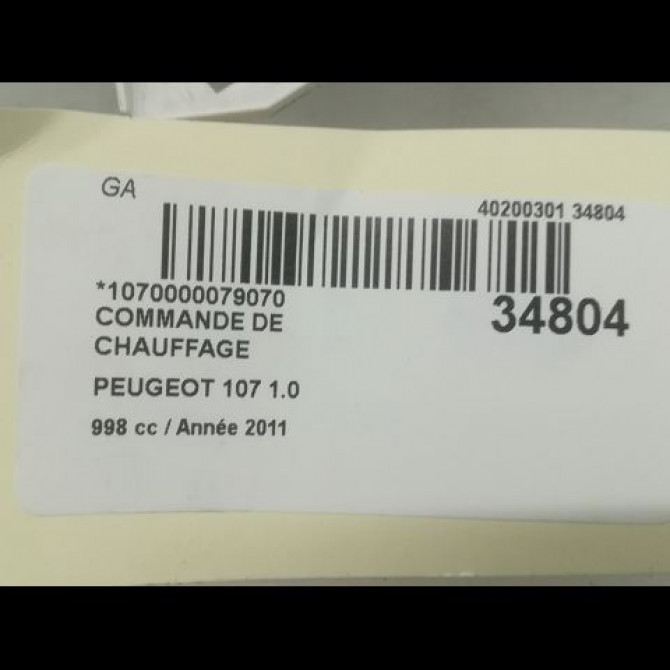 GA
40200301 34804
*1070000079070
34804
COMMANDE DE
CHAUFFAGE
PEUGEOT 107 1.0
998 cc / Année 2011